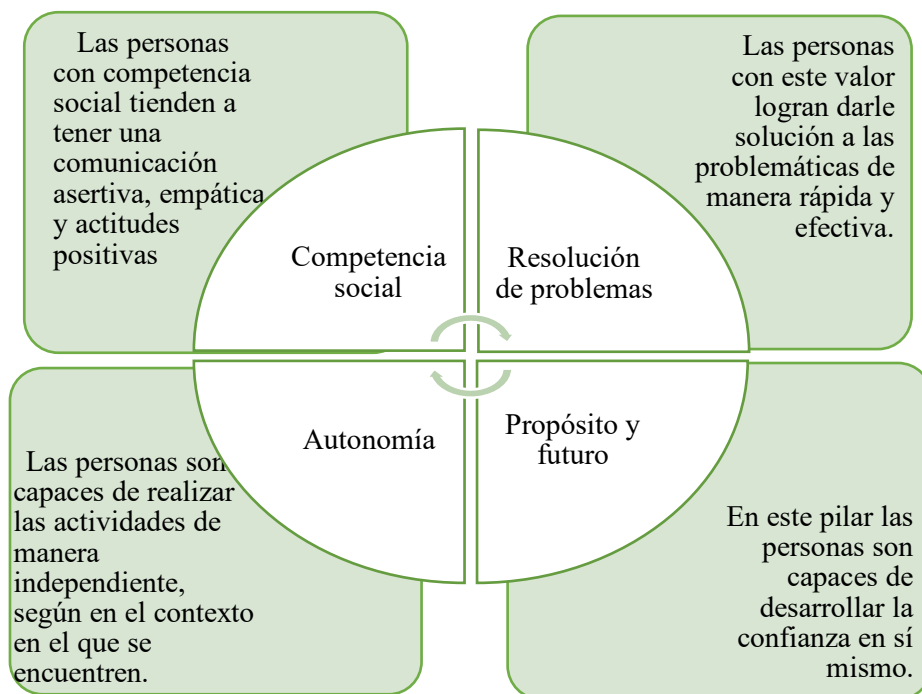 Las personas
con competencia
social tienden a
tener una
comunicación
asertiva, empática
y actitudes
positivas
Las personas
con este valor
logran darle
solución a las
problemáticas de
manera rápida y
efectiva.
Competencia
social
Resolución
de problemas
Autonomía
Propósito y
futuro
Las personas son
capaces de realizar
las actividades de
manera
independiente,
según en el contexto
en el que se
encuentren.
En este pilar las
personas son
capaces de
desarrollar la
confianza en sí
mismo.